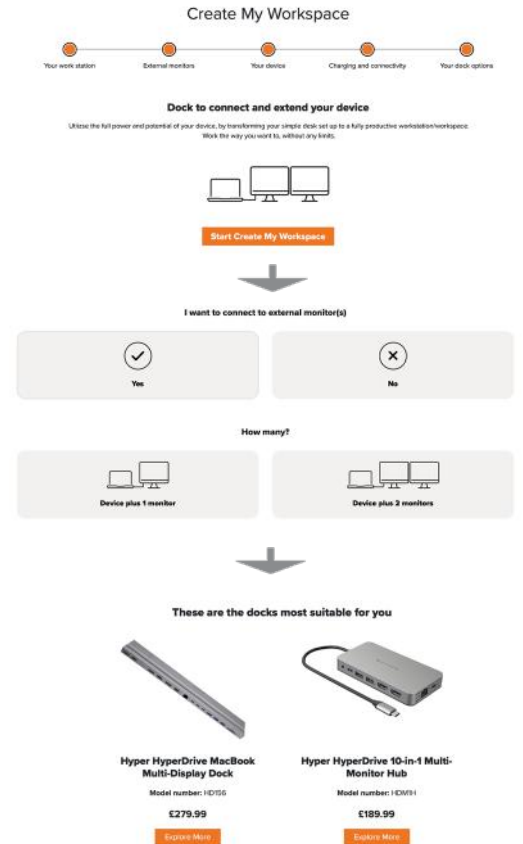 Create My Workspace
Your work station
External monitors
Your device
Charging and connectivity
Your dock options
Dock to connect and extend your device
Utilise the full power and potential of your device, by transforming your simple desk set up to a fully productive workstation/workspace.
Work the way you want to, without any limits.
Start Create My Workspace
I want to connect to external monitor(s)
Yes
No
How many?
Device plus 1 monitor
Device plus 2 monitors
These are the docks most suitable for you
Hyper HyperDrive MacBook
Multi-Display Dock
Model number: HD156
£279.99
Explore More
Hyper HyperDrive 10-in-1 Multi-
Monitor Hub
Model number: HDM1H
£189.99
Explore More